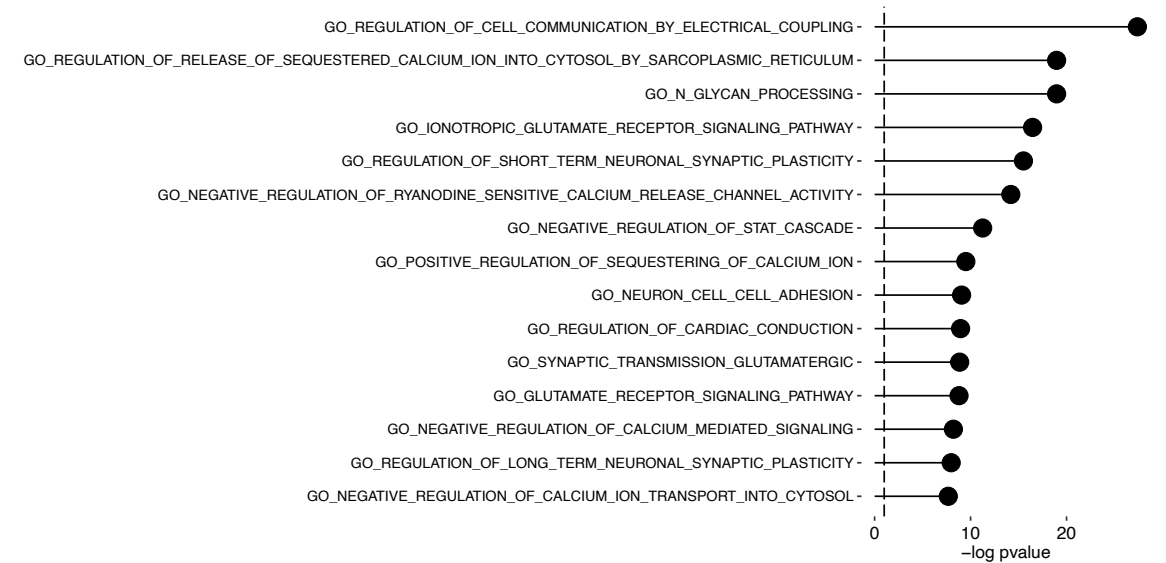 GO_REGULATION_OF_CELL_COMMUNICATION_BY_ELECTRICAL_COUPLING
GO_REGULATION_OF_RELEASE_OF_SEQUESTERED_CALCIUM_ION_INTO_CYTOSOL_BY_SARCOPLASMIC_RETICULUM
GO_N_GLYCAN_PROCESSING
GO_IONOTROPIC_GLUTAMATE_RECEPTOR_SIGNALING_PATHWAY
GO_REGULATION_OF_SHORT_TERM_NEURONAL_SYNAPTIC_PLASTICITY
GO_NEGATIVE_REGULATION_OF_RYANODINE_SENSITIVE_CALCIUM_RELEASE_CHANNEL_ACTIVITY
GO_NEGATIVE_REGULATION_OF_STAT_CASCADE
GO_POSITIVE_REGULATION_OF_SEQUESTERING_OF_CALCIUM_ION
GO_NEURON_CELL_CELL_ADHESION
GO_REGULATION_OF_CARDIAC_CONDUCTION
GO_SYNAPTIC_TRANSMISSION_GLUTAMATERGIC
GO_GLUTAMATE_RECEPTOR_SIGNALING_PATHWAY
GO_NEGATIVE_REGULATION_OF_CALCIUM_MEDIATED_SIGNALING
GO_REGULATION_OF_LONG_TERM_NEURONAL_SYNAPTIC_PLASTICITY
GO_NEGATIVE_REGULATION_OF_CALCIUM_ION_TRANSPORT_INTO_CYTOSOL
0 10 20
−log pvalue